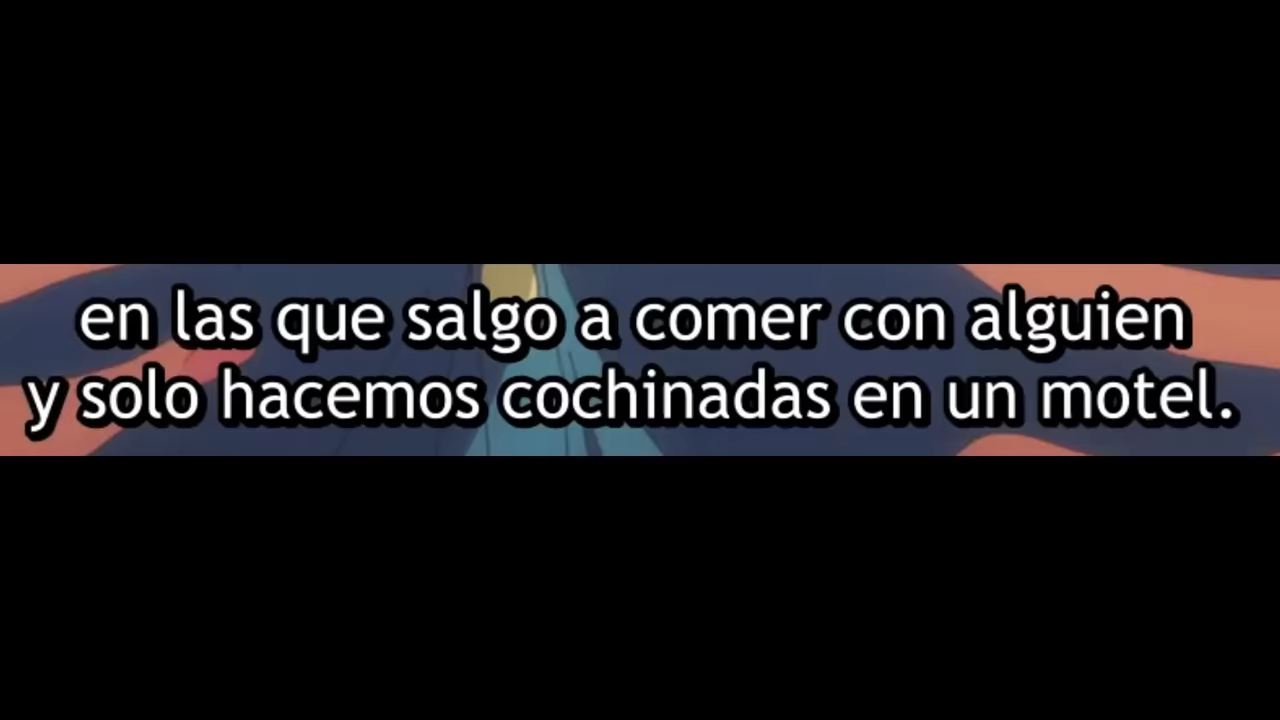 en las que salgo a comer con alguien
y solo hacemos cochinadas en un motel.